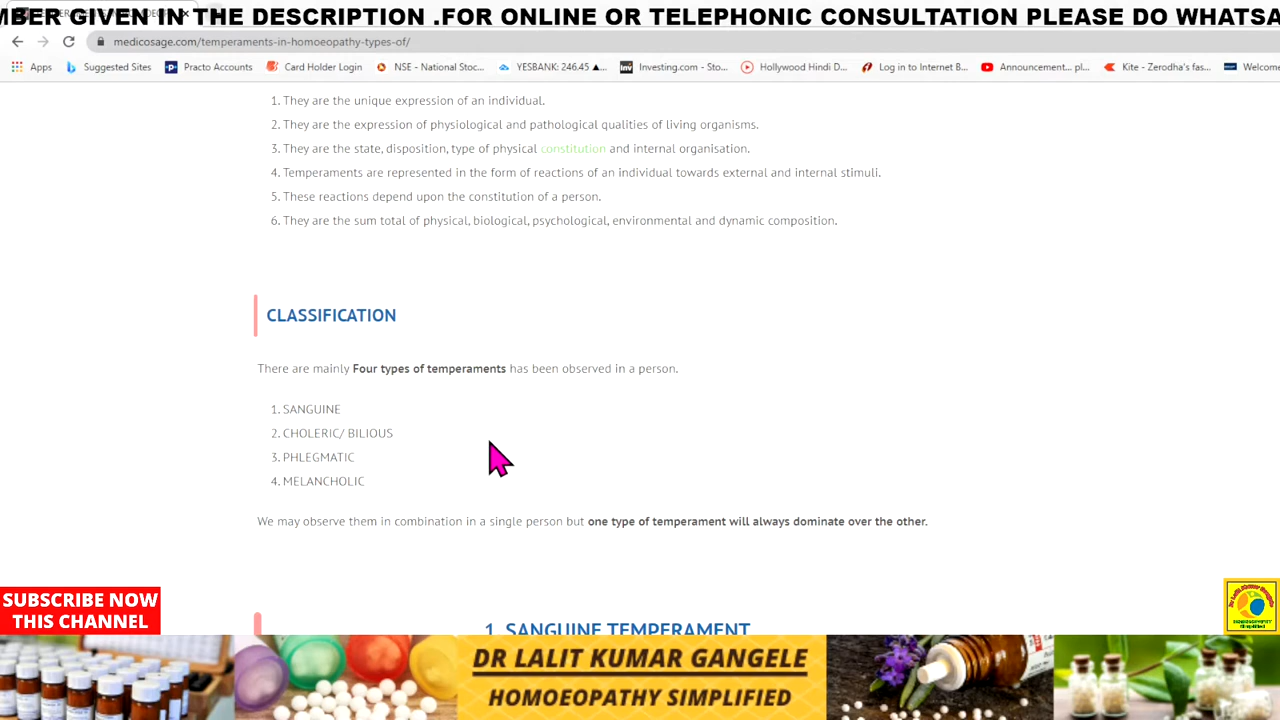 MBER GIVEN IN THE DESCRIPTION .FOR ONLINE OR TELEPHONIC CONSULTATION PLEASE DO WHATSA
medicosage.com/temperaments-in-homoeopathy-types-of/
Apps Suggested Sites Practo Accounts Card Holder Login NSE - National Stoc... YESBANK: 246.45 ▲... Investing.com - Sto... Hollywood Hindi D... Log in to Internet B... Announcement... pl... Kite - Zerodha's fas... Welcome
1. They are the unique expression of an individual.
2. They are the expression of physiological and pathological qualities of living organisms.
3. They are the state, disposition, type of physical constitution and internal organisation.
4. Temperaments are represented in the form of reactions of an individual towards external and internal stimuli.
5. These reactions depend upon the constitution of a person.
6. They are the sum total of physical, biological, psychological, environmental and dynamic composition.
CLASSIFICATION
There are mainly Four types of temperaments has been observed in a person.
1. SANGUINE
2. CHOLERIC/ BILIOUS
3. PHLEGMATIC
4. MELANCHOLIC
We may observe them in combination in a single person but one type of temperament will always dominate over the other.
1. SANGUINE TEMPERAMENT
SUBSCRIBE NOW
THIS CHANNEL
DR LALIT KUMAR GANGELE
HOMOEOPATHY SIMPLIFIED